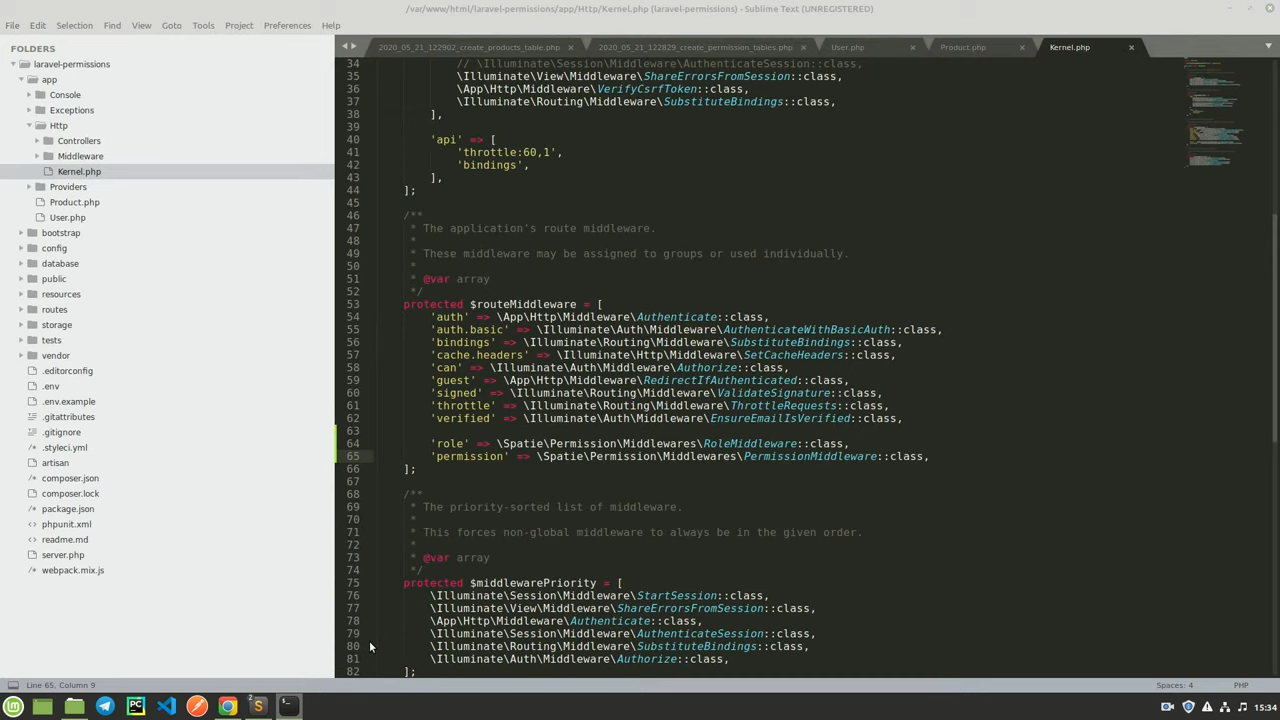 /var/www/html/laravel-permissions/app/Http/Kernel.php (laravel-permissions) - Sublime Text (UNREGISTERED)
File Edit Selection Find View Goto Tools Project Preferences Help
FOLDERS
laravel-permissions
app
Console
Exceptions
Http
Controllers
Middleware
Kernel.php
Providers
Product.php
User.php
bootstrap
config
database
public
resources
routes
storage
tests
vendor
.editorconfig
.env
.env.example
.gitattributes
.gitignore
.styleci.yml
artisan
composer.json
composer.lock
package.json
phpunit.xml
readme.md
server.php
webpack.mix.js
2020_05_21_122902_create_products_table.php 2020_05_21_122829_create_permission_tables.php User.php Product.php Kernel.php
34 // \Illuminate\Session\Middleware\AuthenticateSession::class,
35 \Illuminate\View\Middleware\ShareErrorsFromSession::class,
36 \App\Http\Middleware\VerifyCsrfToken::class,
37 \Illuminate\Routing\Middleware\SubstituteBindings::class,
38 ],
39
40 'api' => [
41 'throttle:60,1',
42 'bindings',
43 ],
44 ];
45
46 /**
47 * The application's route middleware.
48 *
49 * These middleware may be assigned to groups or used individually.
50 *
51 * @var array
52 */
53 protected $routeMiddleware = [
54 'auth' => \App\Http\Middleware\Authenticate::class,
55 'auth.basic' => \Illuminate\Auth\Middleware\AuthenticateWithBasicAuth::class,
56 'bindings' => \Illuminate\Routing\Middleware\SubstituteBindings::class,
57 'cache.headers' => \Illuminate\Http\Middleware\SetCacheHeaders::class,
58 'can' => \Illuminate\Auth\Middleware\Authorize::class,
59 'guest' => \App\Http\Middleware\RedirectIfAuthenticated::class,
60 'signed' => \Illuminate\Routing\Middleware\ValidateSignature::class,
61 'throttle' => \Illuminate\Routing\Middleware\ThrottleRequests::class,
62 'verified' => \Illuminate\Auth\Middleware\EnsureEmailIsVerified::class,
63
64 'role' => \Spatie\Permission\Middlewares\RoleMiddleware::class,
65 'permission' => \Spatie\Permission\Middlewares\PermissionMiddleware::class,
66 ];
67
68 /**
69 * The priority-sorted list of middleware.
70 *
71 * This forces non-global middleware to always be in the given order.
72 *
73 * @var array
74 */
75 protected $middlewarePriority = [
76 \Illuminate\Session\Middleware\StartSession::class,
77 \Illuminate\View\Middleware\ShareErrorsFromSession::class,
78 \App\Http\Middleware\Authenticate::class,
79 \Illuminate\Session\Middleware\AuthenticateSession::class,
80 \Illuminate\Routing\Middleware\SubstituteBindings::class,
81 \Illuminate\Auth\Middleware\Authorize::class,
82 ];
Line 65, Column 9 Spaces: 4 PHP
PC 2 S 15:34